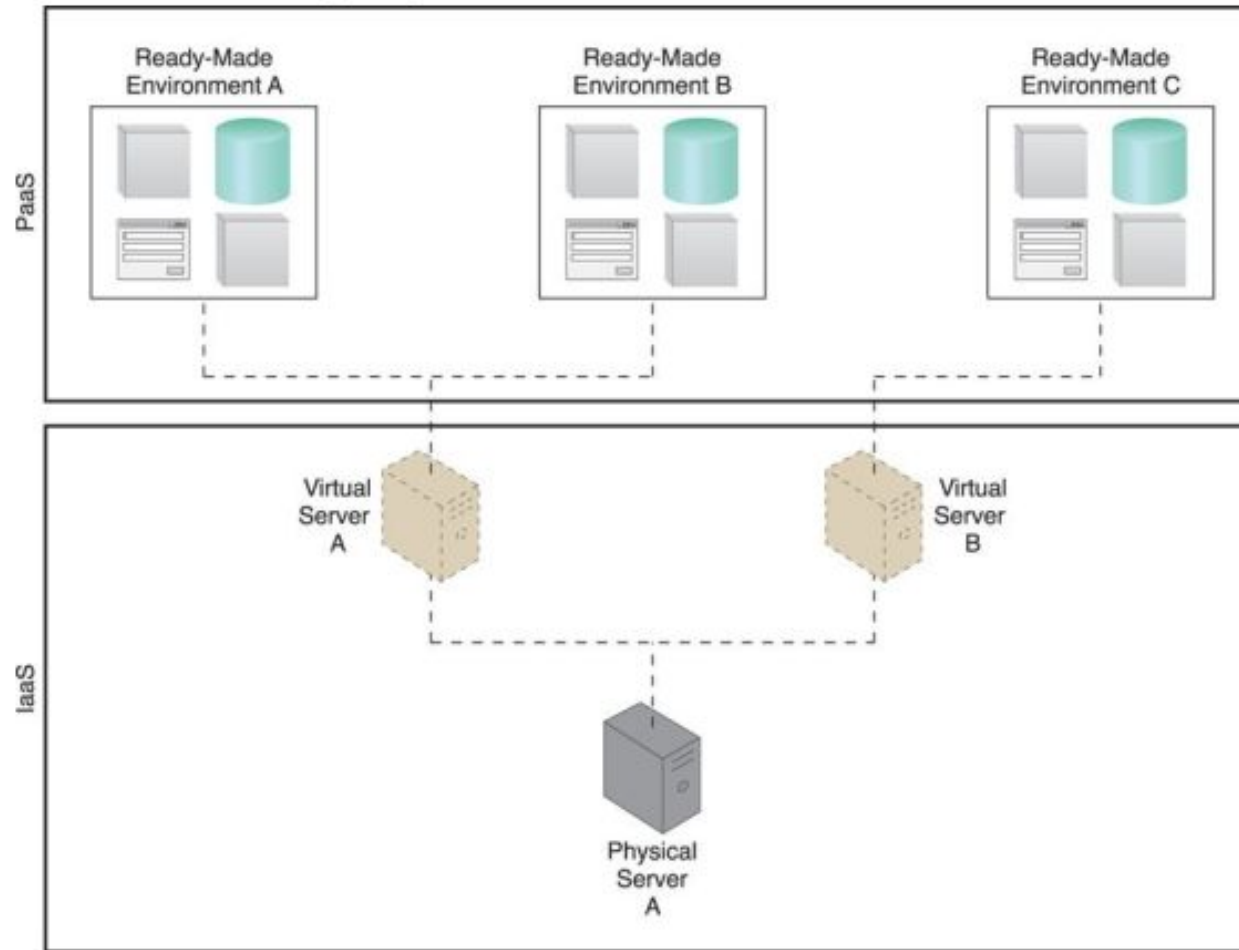 Ready-Made
Environment A
Ready-Made
Environment B
Ready-Made
Environment C
PaaS
Virtual
Server
A
Virtual
Server
B
IaaS
Physical
Server
A